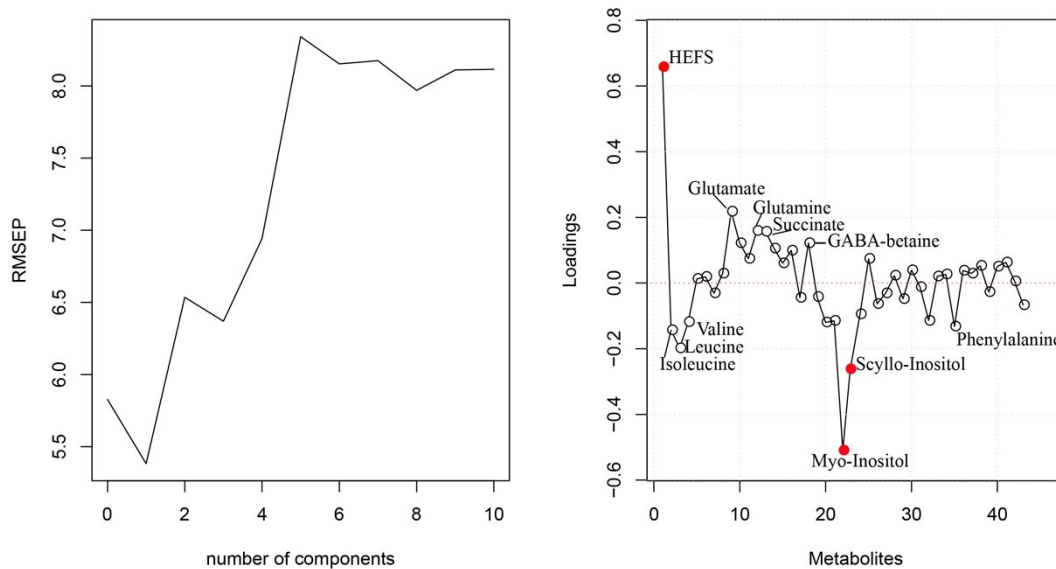 RMSEP
8.0
7.5
7.0
6.5
6.0
5.5
0 2 4 6 8 10
number of components
Loadings
0.8
0.6
0.4
0.2
0.0
−0.2
−0.4
−0.6
HEFS
Glutamate
Glutamine
Succinate
GABA-betaine
Valine
Leucine
Isoleucine
Phenylalanine
Scyllo-Inositol
Myo-Inositol
0 10 20 30 40
Metabolites